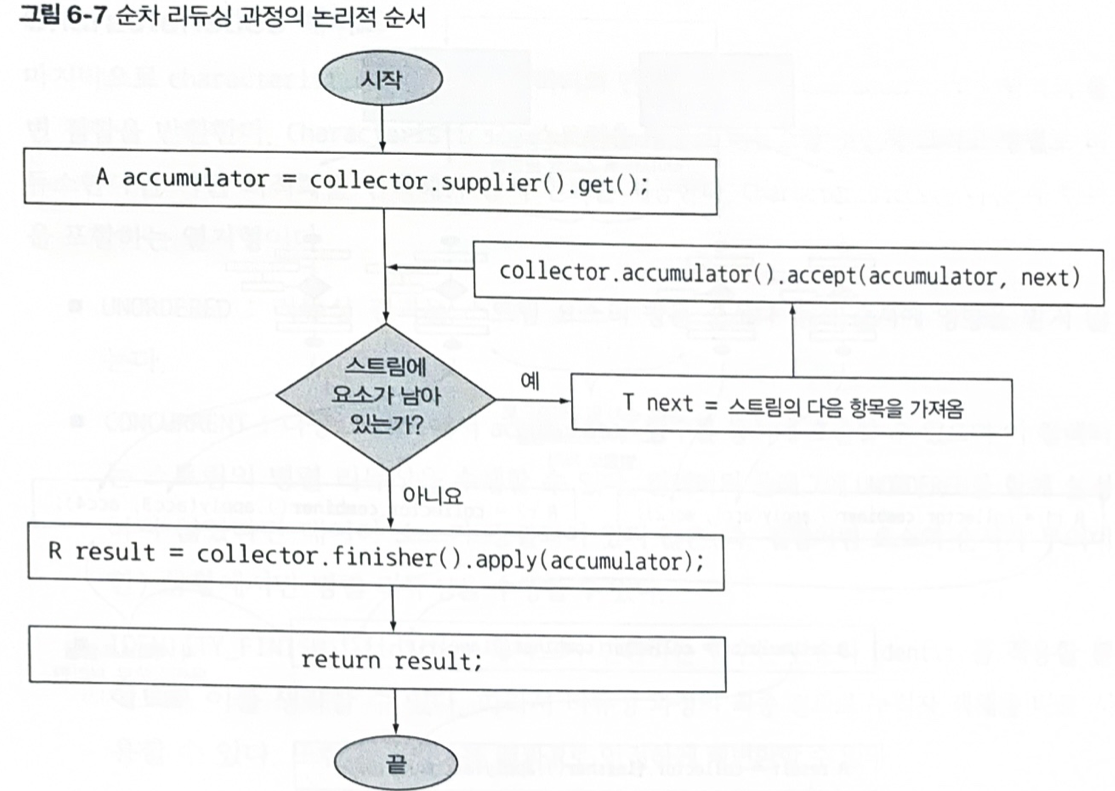 그림 6-7 순차 리듀싱 과정의 논리적 순서
시작
A accumulator = collector.supplier().get();
collector.accumulator().accept(accumulator, next)
스트림에
요소가 남아
있는가?
예
T next = 스트림의 다음 항목을 가져옴
아니요
R result = collector.finisher().apply(accumulator);
return result;
끝